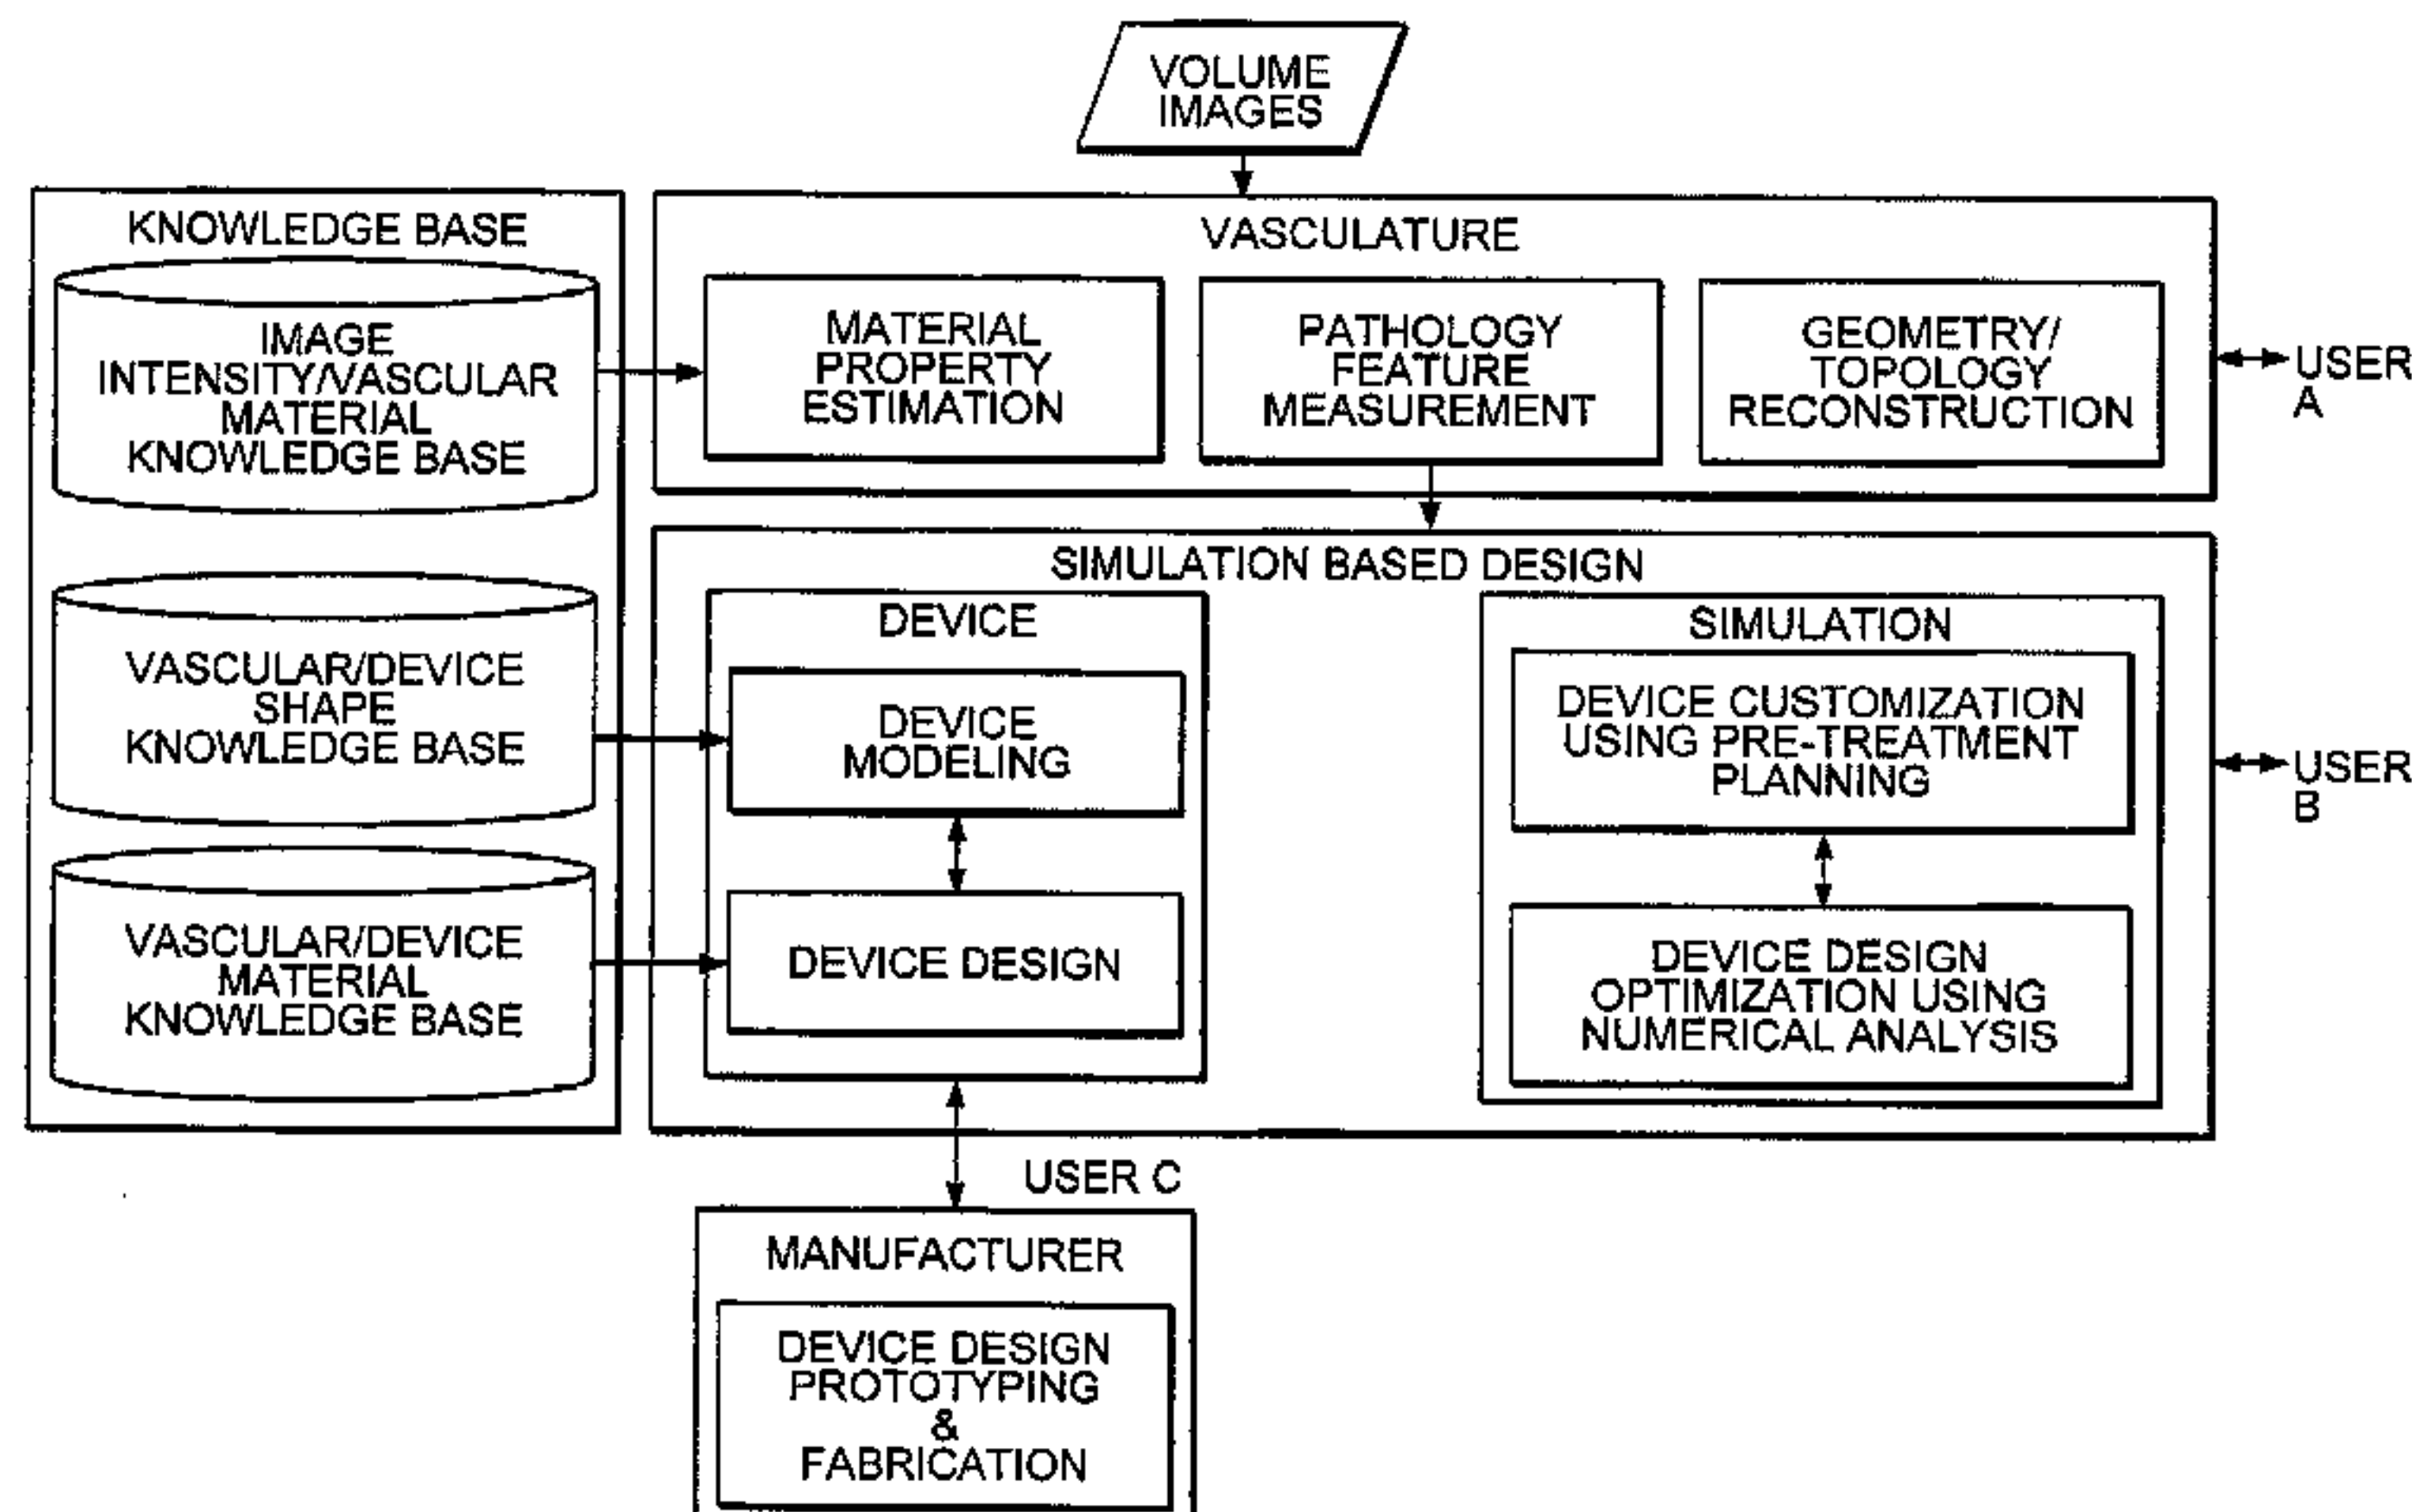 VOLUME
IMAGES
KNOWLEDGE BASE
IMAGE
INTENSITY/VASCULAR
MATERIAL
KNOWLEDGE BASE
VASCULAR/DEVICE
SHAPE
KNOWLEDGE BASE
VASCULAR/DEVICE
MATERIAL
KNOWLEDGE BASE
VASCULATURE
MATERIAL
PROPERTY
ESTIMATION
PATHOLOGY
FEATURE
MEASUREMENT
GEOMETRY/
TOPOLOGY
RECONSTRUCTION
USER
A
SIMULATION BASED DESIGN
DEVICE
DEVICE
MODELING
DEVICE DESIGN
SIMULATION
DEVICE CUSTOMIZATION
USING PRE-TREATMENT
PLANNING
DEVICE DESIGN
OPTIMIZATION USING
NUMERICAL ANALYSIS
USER
B
USER C
MANUFACTURER
DEVICE DESIGN
PROTOTYPING
&
FABRICATION